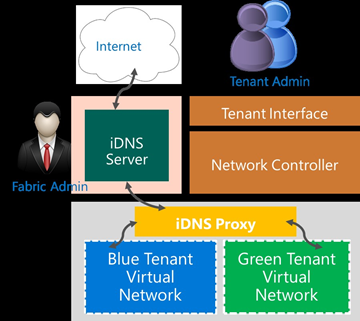 Internet
Tenant Admin
Tenant Interface
iDNS
Server
Network Controller
Fabric Admin
iDNS Proxy
Blue Tenant
Virtual
Network
Green Tenant
Virtual
Network